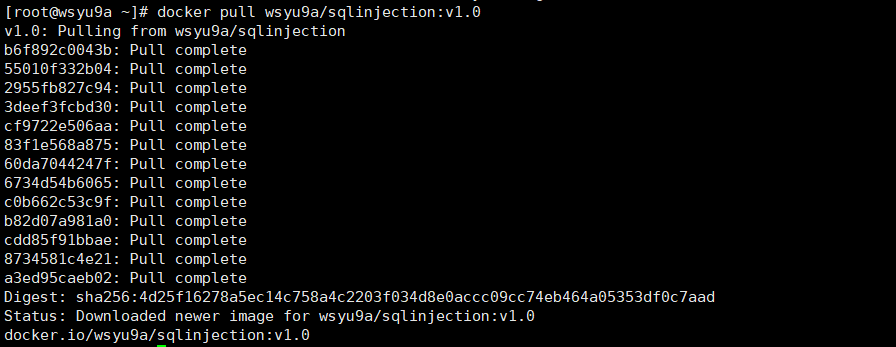 [root@wsyu9a ~]# docker pull wsyu9a/sqlinjection:v1.0
v1.0: Pulling from wsyu9a/sqlinjection
b6f892c0043b: Pull complete
55010f332b04: Pull complete
2955fb827c94: Pull complete
3deef3fcbd30: Pull complete
cf9722e506aa: Pull complete
83f1e568a875: Pull complete
60da7044247f: Pull complete
6734d54b6065: Pull complete
c0b662c53c9f: Pull complete
b82d07a981a0: Pull complete
cdd85f91bbae: Pull complete
8734581c4e21: Pull complete
a3ed95caeb02: Pull complete
Digest: sha256:4d25f16278a5ec14c758a4c2203f034d8e0accc09cc74eb464a05353df0c7aad
Status: Downloaded newer image for wsyu9a/sqlinjection:v1.0
docker.io/wsyu9a/sqlinjection:v1.0